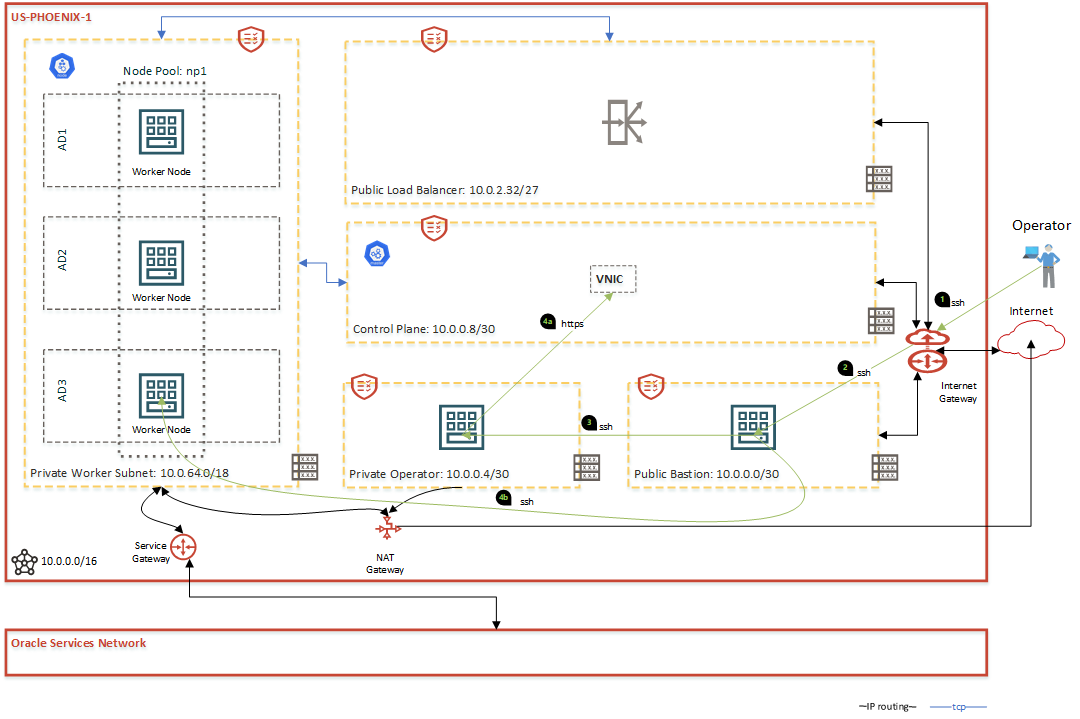 US-PHOENIX-1
Node Pool: np1
AD1
Worker Node
AD2
Worker Node
AD3
Worker Node
Private Worker Subnet: 10.0.64.0/18
Public Load Balancer: 10.0.2.32/27
VNIC
Control Plane: 10.0.0.8/30
4a
https
Private Operator: 10.0.0.4/30
3
ssh
Public Bastion: 10.0.0.0/30
2
ssh
1
ssh
Operator
Internet
Internet
Gateway
4b
ssh
Service
Gateway
NAT
Gateway
10.0.0.0/16
Oracle Services Network
IP routing
tcp